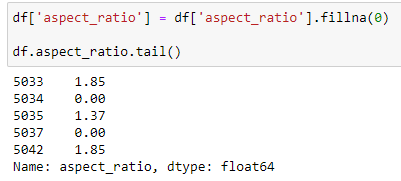 df['aspect_ratio'] = df['aspect_ratio'].fillna(0)
df.aspect_ratio.tail()
5033    1.85
5034    0.00
5035    1.37
5037    0.00
5042    1.85
Name: aspect_ratio, dtype: float64